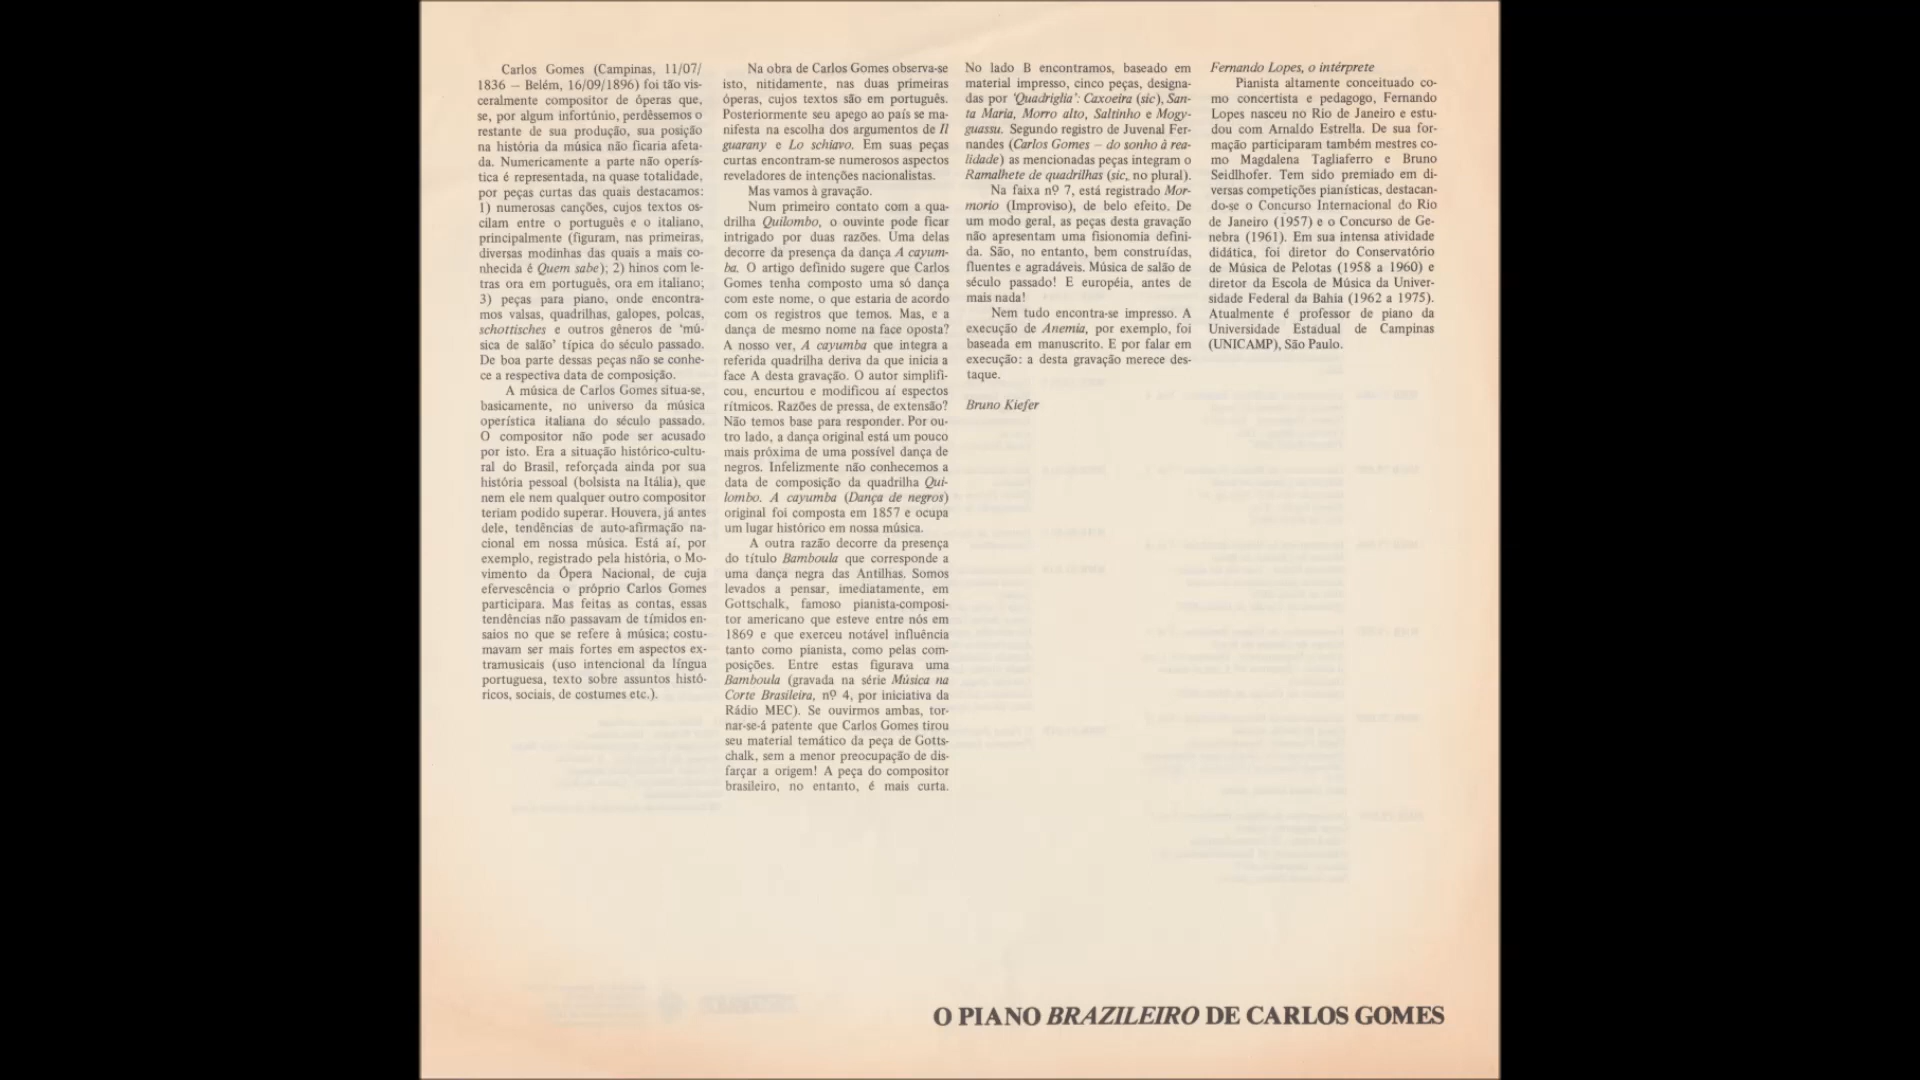 Carlos Gomes (Campinas, 11/07/
1836 — Belém, 16/09/1896) foi tão vis-
ceralmente compositor de óperas que,
se, por algum infortúnio, perdêssemos o
restante de sua produção, sua posição
na história da música não ficaria afeta-
da. Numericamente a parte não operís-
tica é representada, na quase totalidade,
por peças curtas das quais destacamos:
1) numerosas canções, cujos textos os-
cilam entre o português e o italiano,
principalmente (figuram, nas primeiras,
diversas modinhas das quais a mais co-
nhecida é Quem sabe); 2) hinos com le-
tras ora em português, ora em italiano;
3) peças para piano, onde encontra-
mos valsas, quadrilhas, galopes, polcas,
schottisches e outros gêneros de 'mú-
sica de salão' típica do século passado.
De boa parte dessas peças não se conhe-
ce a respectiva data de composição.
A música de Carlos Gomes situa-se,
basicamente, no universo da música
operística italiana do século passado.
O compositor não pode ser acusado
por isto. Era a situação histórico-cultu-
ral do Brasil, reforçada ainda por sua
história pessoal (bolsista na Itália), que
nem ele nem qualquer outro compositor
teriam podido superar. Houvera, já antes
dele, tendências de auto-afirmação na-
cional em nossa música. Está aí, por
exemplo, registrado pela história, o Mo-
vimento da Ópera Nacional, de cuja
efervescência o próprio Carlos Gomes
participara. Mas feitas as contas, essas
tendências não passavam de tímidos en-
saios no que se refere à música; costu-
mavam ser mais fortes em aspectos ex-
tramusicais (uso intencional da língua
portuguesa, texto sobre assuntos histó-
ricos, sociais, de costumes etc.).
Na obra de Carlos Gomes observa-se
isto, nitidamente, nas duas primeiras
óperas, cujos textos são em português.
Posteriormente seu apego ao país se ma-
nifesta na escolha dos argumentos de Il
guarany e Lo schiavo. Em suas peças
curtas encontram-se numerosos aspectos
reveladores de intenções nacionalistas.
Mas vamos à gravação.
Num primeiro contato com a qua-
drilha Quilombo, o ouvinte pode ficar
intrigado por duas razões. Uma delas
decorre da presença da dança A cayum-
ba. O artigo definido sugere que Carlos
Gomes tenha composto uma só dança
com este nome, o que estaria de acordo
com os registros que temos. Mas, e a
dança de mesmo nome na face oposta?
A nosso ver, A cayumba que integra a
referida quadrilha deriva da que inicia a
face A desta gravação. O autor simplifi-
cou, encurtou e modificou aí espectos
rítmicos. Razões de pressa, de extensão?
Não temos base para responder. Por ou-
tro lado, a dança original está um pouco
mais próxima de uma possível dança de
negros. Infelizmente não conhecemos a
data de composição da quadrilha Qui-
lombo. A cayumba (Dança de negros)
original foi composta em 1857 e ocupa
um lugar histórico em nossa música.
A outra razão decorre da presença
do título Bamboula que corresponde a
uma dança negra das Antilhas. Somos
levados a pensar, imediatamente, em
Gottschalk, famoso pianista-composi-
tor americano que esteve entre nós em
1869 e que exerceu notável influência
tanto como pianista, como pelas com-
posições. Entre estas figurava uma
Bamboula (gravada na série Música na
Corte Brasileira, nº 4, por iniciativa da
Rádio MEC). Se ouvirmos ambas, tor-
nar-se-á patente que Carlos Gomes tirou
seu material temático da peça de Gotts-
chalk, sem a menor preocupação de dis-
farçar a origem! A peça do compositor
brasileiro, no entanto, é mais curta.
No lado B encontramos, baseado em
material impresso, cinco peças, designa-
das por 'Quadriglia': Caxoeira (sic), San-
ta Maria, Morro alto, Saltinho e Mogy-
guassu. Segundo registro de Juvenal Fer-
nandes (Carlos Gomes — do sonho à rea-
lidade) as mencionadas peças integram o
Ramalhete de quadrilhas (sic, no plural).
Na faixa nº 7, está registrado Mor-
morio (Improviso), de belo efeito. De
um modo geral, as peças desta gravação
não apresentam uma fisionomia defini-
da. São, no entanto, bem construídas,
fluentes e agradáveis. Música de salão de
século passado! E européia, antes de
mais nada!
Nem tudo encontra-se impresso. A
execução de Anemia, por exemplo, foi
baseada em manuscrito. E por falar em
execução: a desta gravação merece des-
taque.
Bruno Kiefer
Fernando Lopes, o intérprete
Pianista altamente conceituado co-
mo concertista e pedagogo, Fernando
Lopes nasceu no Rio de Janeiro e estu-
dou com Arnaldo Estrella. De sua for-
mação participaram também mestres co-
mo Magdalena Tagliaferro e Bruno
Seidlhofer. Tem sido premiado em di-
versas competições pianísticas, destacan-
do-se o Concurso Internacional do Rio
de Janeiro (1957) e o Concurso de Ge-
nebra (1961). Em sua intensa atividade
didática, foi diretor do Conservatório
de Música de Pelotas (1958 a 1960) e
diretor da Escola de Música da Univer-
sidade Federal da Bahia (1962 a 1975).
Atualmente é professor de piano da
Universidade Estadual de Campinas
(UNICAMP), São Paulo.
O PIANO BRAZILEIRO DE CARLOS GOMES